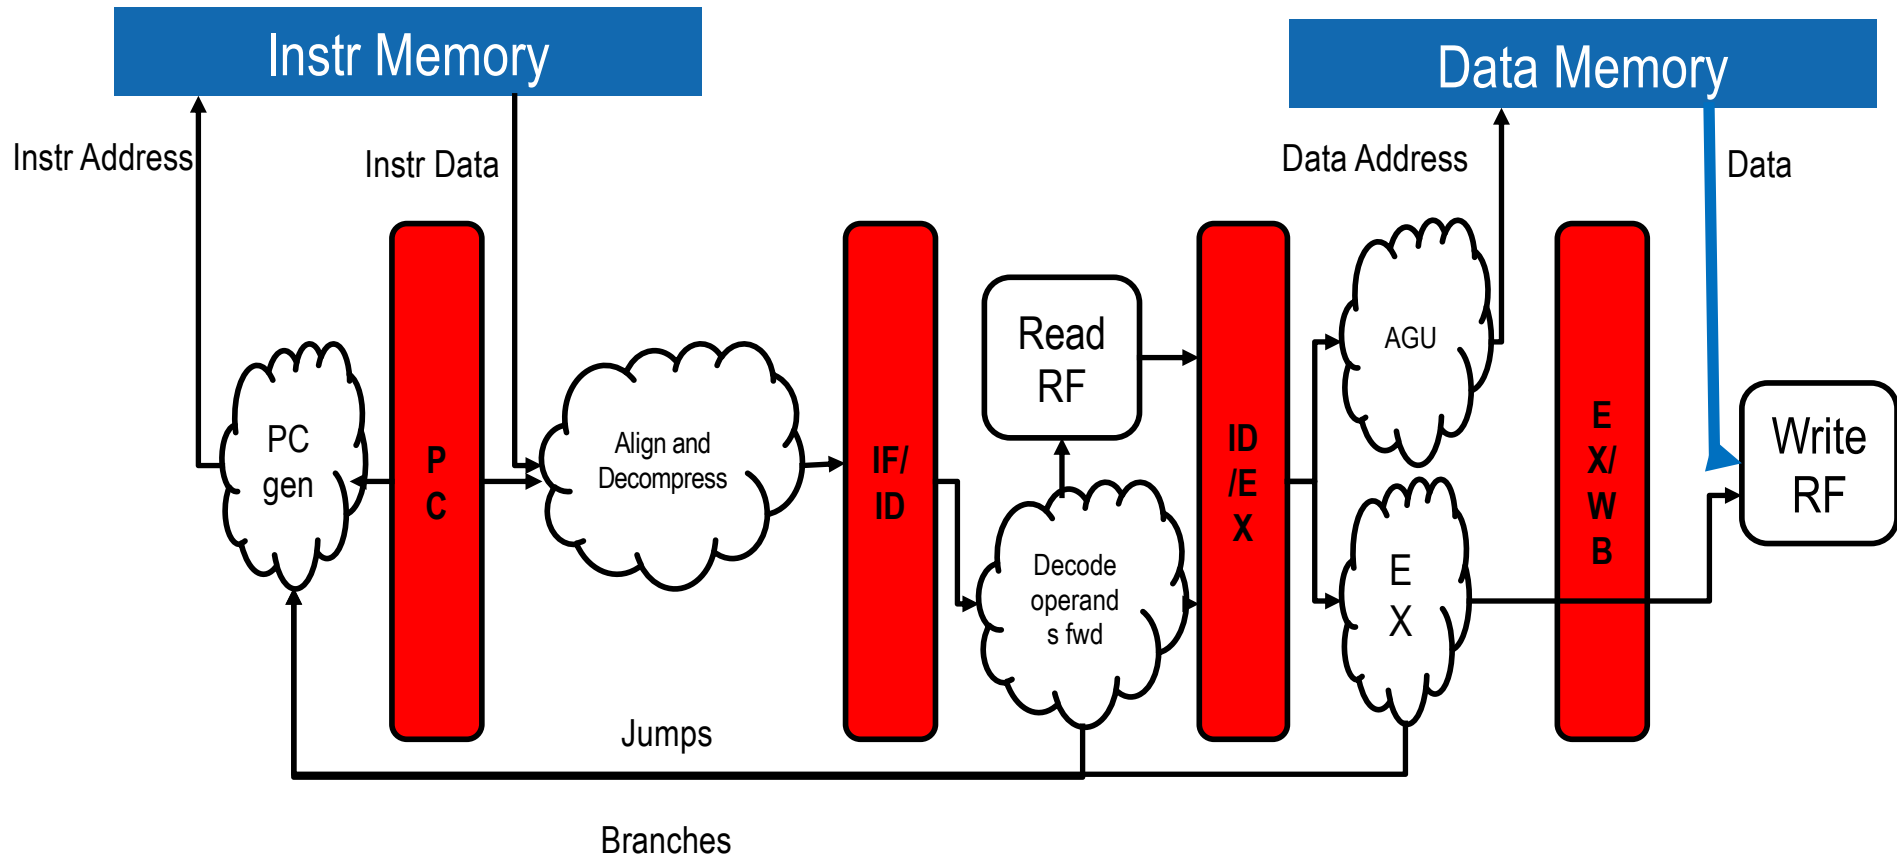 Instr Memory
Data Memory
Instr Address
Instr Data
Data Address
Data
PC
gen
P
C
Align and
Decompress
IF/
ID
Read
RF
Decode
operand
s fwd
ID
/E
X
AGU
E
X
E
X/
W
B
Write
RF
Jumps
Branches